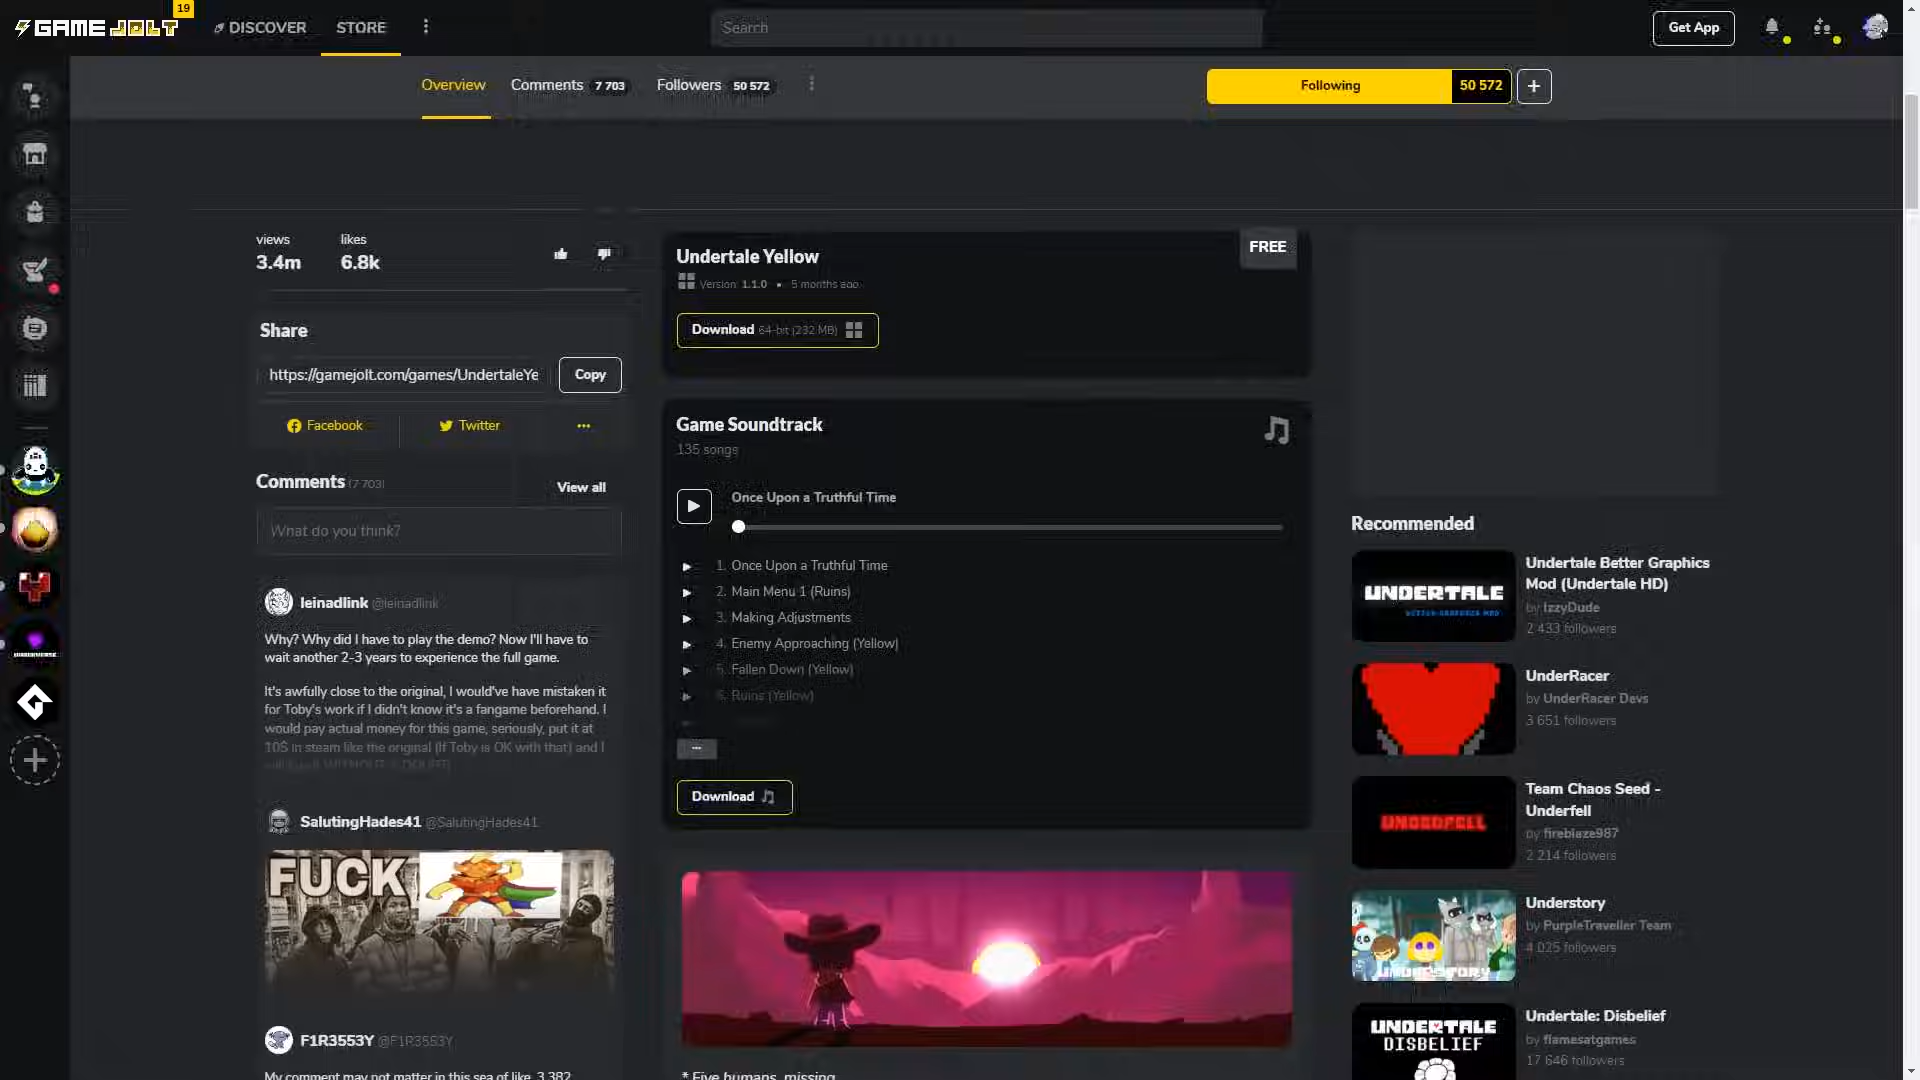 GAME JOLT
19
DISCOVER
STORE
Search
Get App
Overview
Comments 7 703
Followers 50 572
Following
50 572
views
3.4m
likes
6.8k
Share
https://gamejolt.com/games/UndertaleYe
Copy
Facebook
Twitter
Comments (7 703)
View all
What do you think?
leinadlink @leinadlink
Why? Why did I have to play the demo? Now I'll have to
wait another 2-3 years to experience the full game.
It's awfully close to the original, I would've have mistaken it
for Toby's work if I didn't know it's a fangame beforehand. I
would pay actual money for this game, seriously, put it at
10$ in steam like the original (If Toby is OK with that) and I
SalutingHades41 @SalutingHades41
FUCK
F1R3553Y @F1R3553Y
My comment may not matter in this sea of like, 3,382
Undertale Yellow
FREE
Version: 1.1.0 • 5 months ago
Download 64-bit (232 MB)
Game Soundtrack
135 songs
Once Upon a Truthful Time
1. Once Upon a Truthful Time
2. Main Menu 1 (Ruins)
3. Making Adjustments
4. Enemy Approaching (Yellow)
5. Fallen Down (Yellow)
6. Ruins (Yellow)
Download
* Five humans, missing.
Recommended
UNDERTALE
BETTER GRAPHICS MOD
Undertale Better Graphics
Mod (Undertale HD)
by IzzyDude
2 433 followers
UnderRacer
by UnderRacer Devs
3 651 followers
UNDERFELL
Team Chaos Seed -
Underfell
by fireblaze987
2 214 followers
UNDERSTORY
Understory
by PurpleTraveller Team
4 025 followers
UNDERTALE
DISBELIEF
Undertale: Disbelief
by flamesatgames
17 646 followers